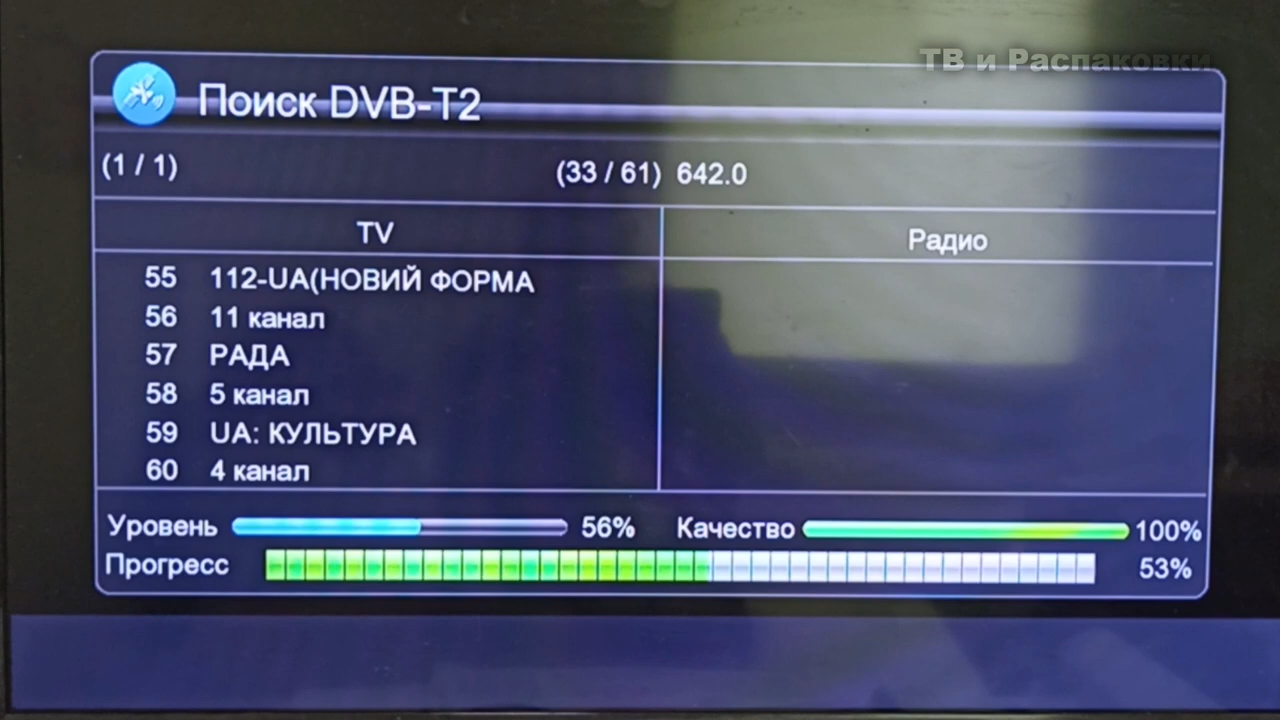 ТВ и Распаковки
Поиск DVB-T2
(1 / 1) (33 / 61) 642.0
TV Радио
55 112-UA(НОВИЙ ФОРМА
56 11 канал
57 РАДА
58 5 канал
59 UA: КУЛЬТУРА
60 4 канал
Уровень 56% Качество 100%
Прогресс 53%